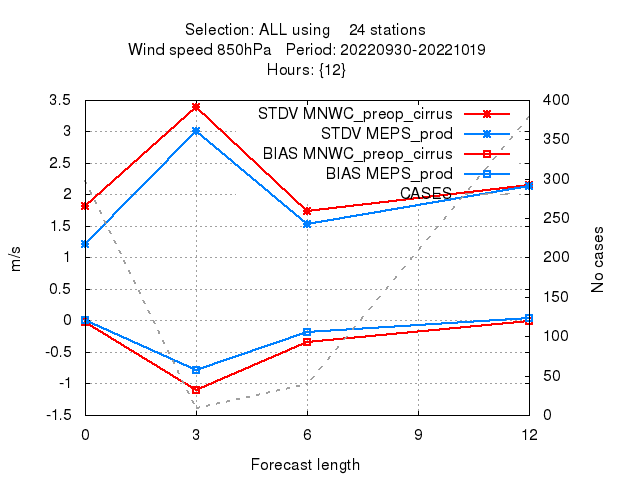 Selection: ALL using 24 stations
Wind speed 850hPa Period: 20220930-20221019
Hours: {12}
STDV MNWC_preop_cirrus
STDV MEPS_prod
BIAS MNWC_preop_cirrus
BIAS MEPS_prod
CASES
3.5
3
2.5
2
1.5
1
0.5
0
-0.5
-1
-1.5
m/s
400
350
300
250
200
150
100
50
0
No cases
0 3 6 9 12
Forecast length